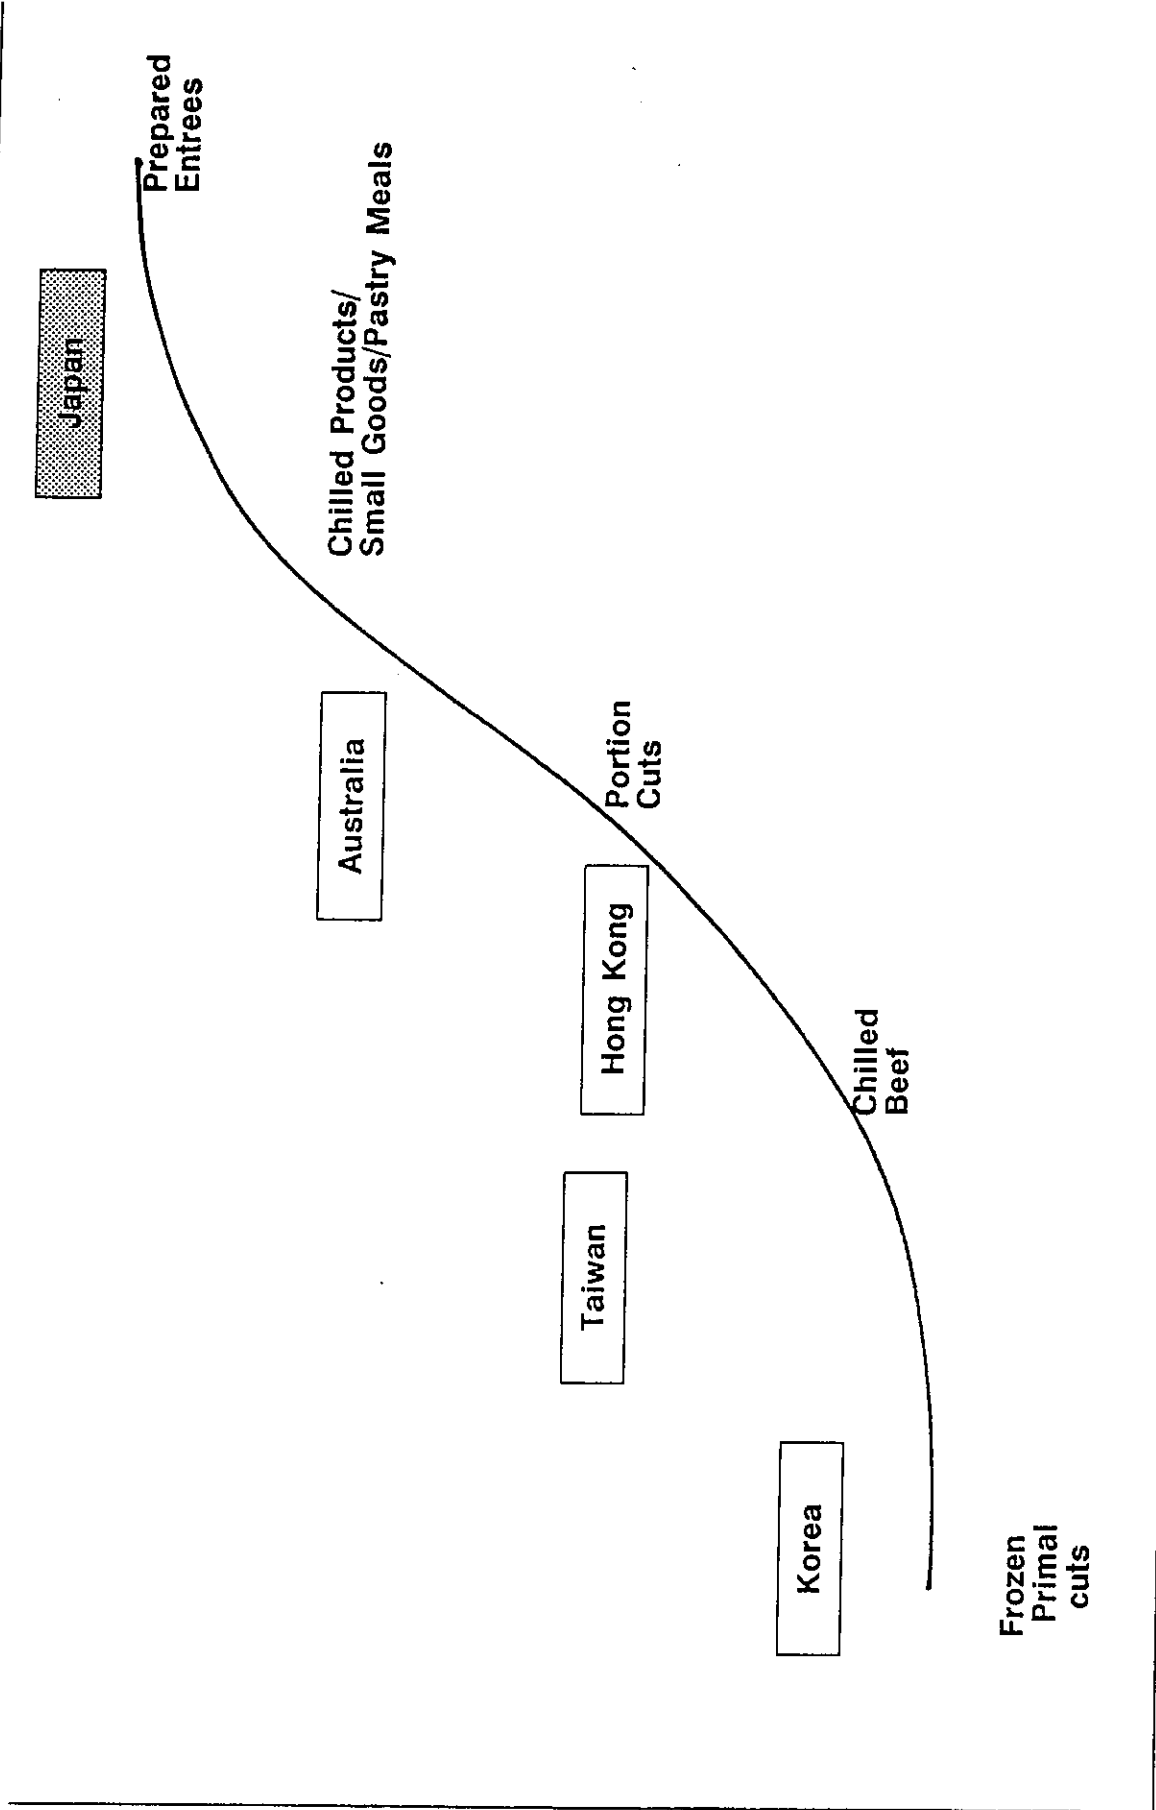 Japan
Prepared
Entrees
Australia
Chilled Products/
Small Goods/Pastry Meals
Taiwan
Hong Kong
Portion
Cuts
Korea
Chilled
Beef
Frozen
Primal
cuts